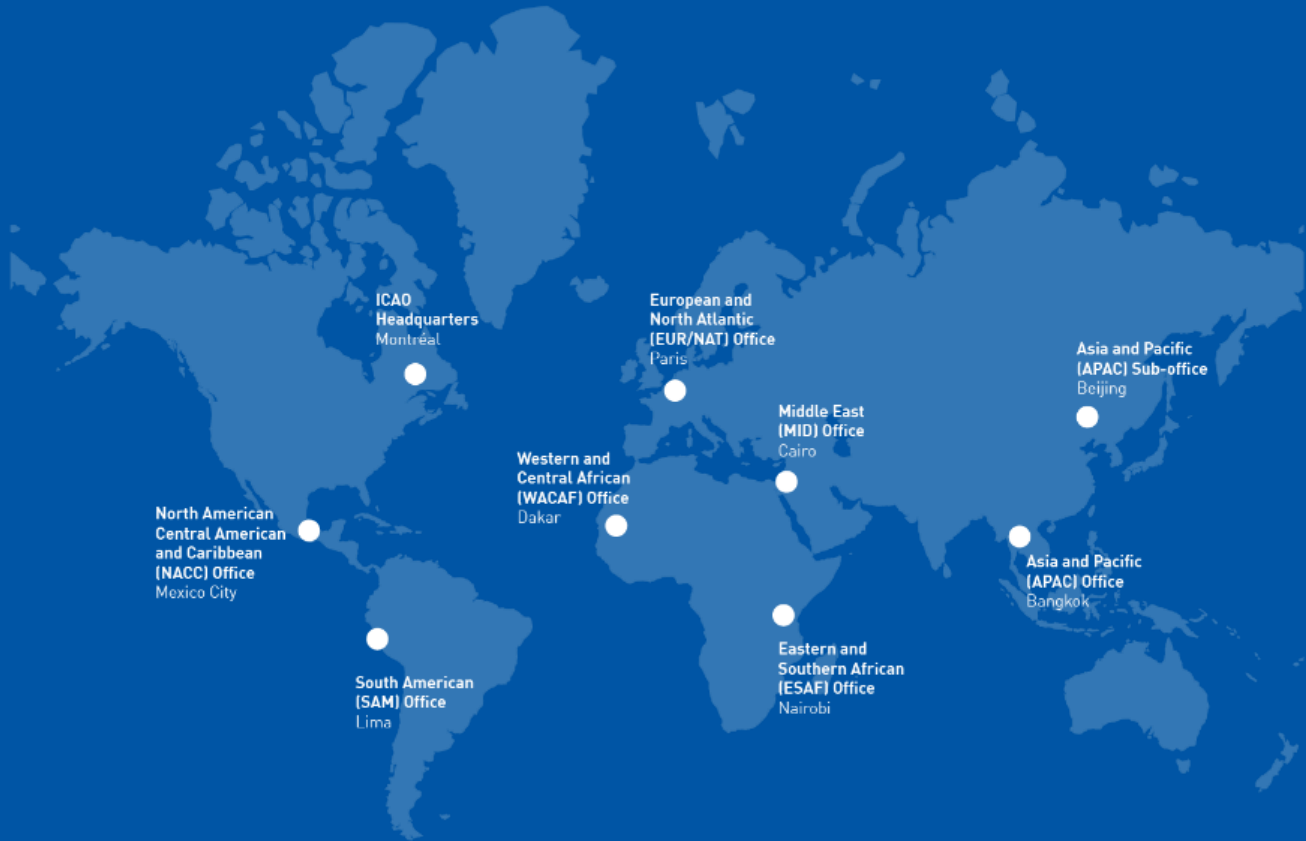 ICAO
Headquarters
Montréal
European and
North Atlantic
(EUR/NAT) Office
Paris
Asia and Pacific
(APAC) Sub-office
Beijing
Middle East
(MID) Office
Cairo
Western and
Central African
(WACAF) Office
Dakar
North American
Central American
and Caribbean
(NACC) Office
Mexico City
Asia and Pacific
(APAC) Office
Bangkok
Eastern and
Southern African
(ESAF) Office
Nairobi
South American
(SAM) Office
Lima